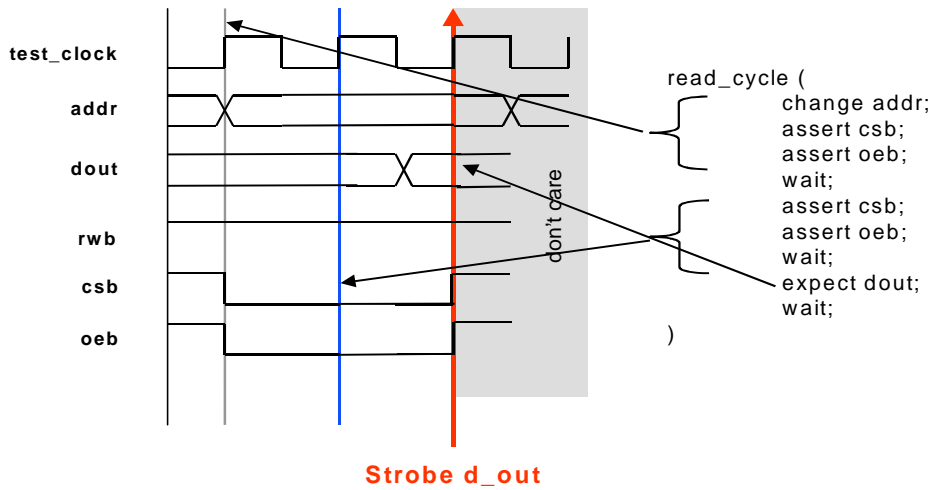 test_clock
addr
dout
rwb
csb
oeb
don't care
Strobe d_out
read_cycle (
change addr;
assert csb;
assert oeb;
wait;
assert csb;
assert oeb;
wait;
expect dout;
wait;
)